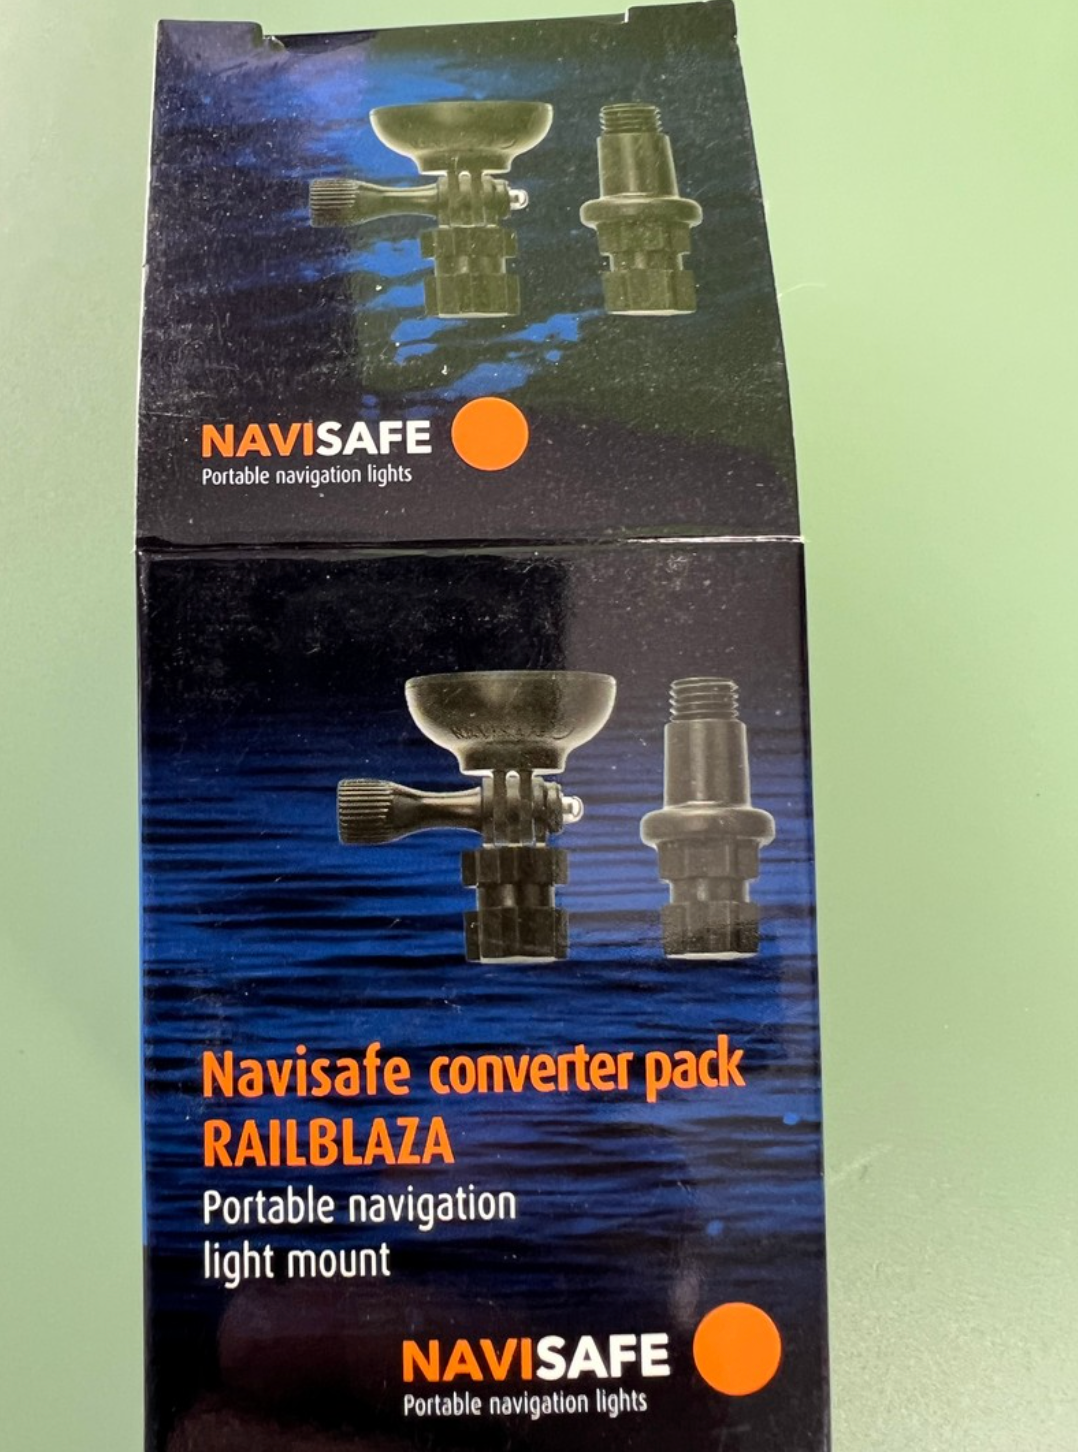 NAVISAFE
Portable navigation lights
Navisafe converter pack
RAILBLAZA
Portable navigation
light mount
NAVISAFE
Portable navigation lights